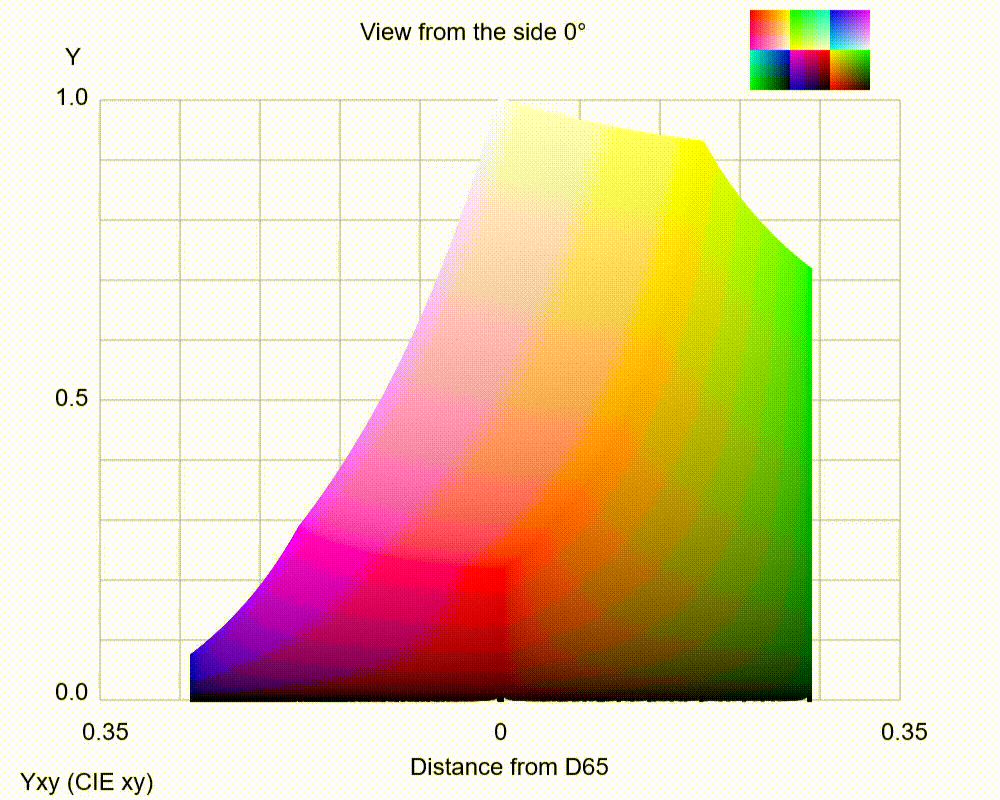 View from the side 0°
Y
1.0
0.5
0.0
0.35 0 0.35
Distance from D65
Yxy (CIE xy)